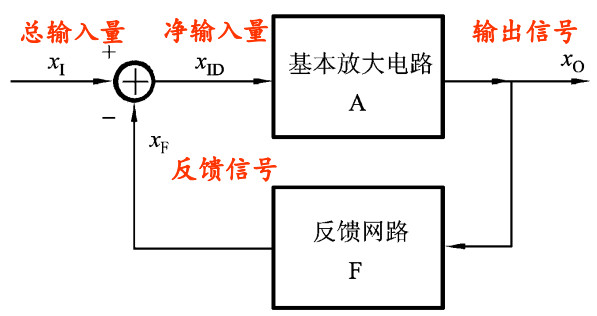 总输入量
净输入量
输出信号
+
x_I
x_ID
基本放大电路
A
x_O
−
x_F
反馈信号
反馈网路
F